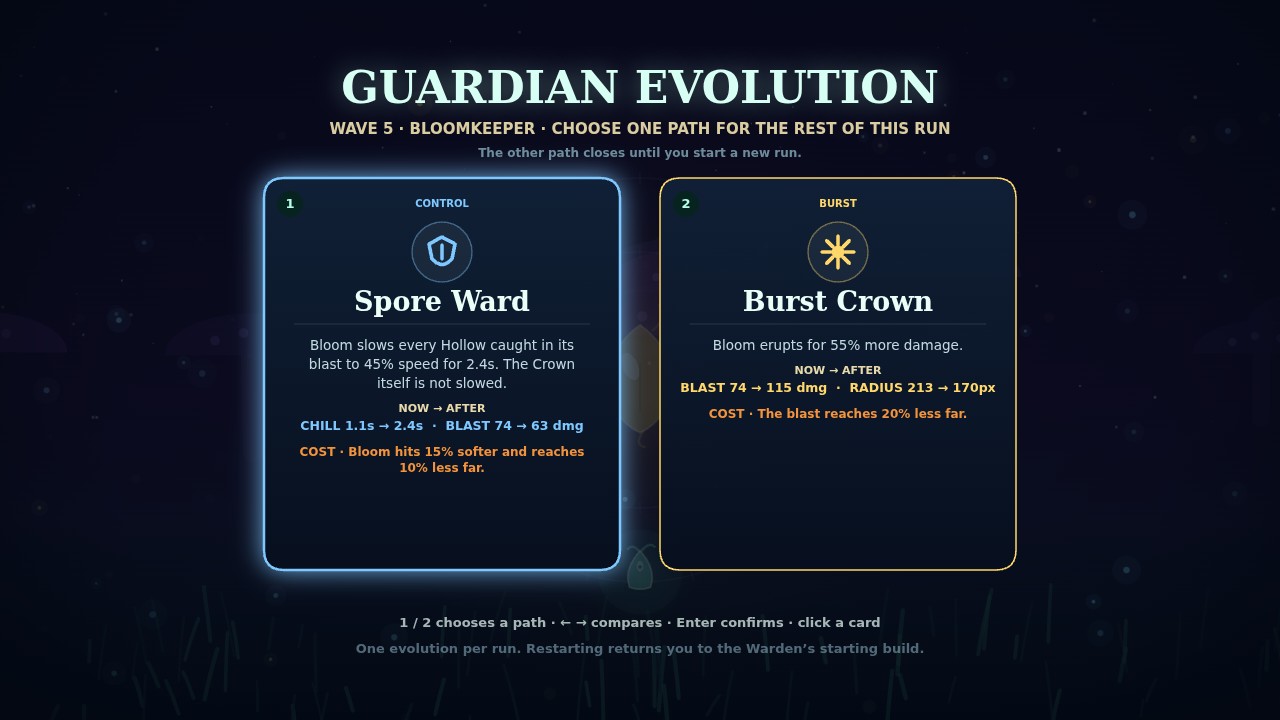 GUARDIAN EVOLUTION
WAVE 5 · BLOOMKEEPER · CHOOSE ONE PATH FOR THE REST OF THIS RUN
The other path closes until you start a new run.
1
CONTROL
Spore Ward
Bloom slows every Hollow caught in its
blast to 45% speed for 2.4s. The Crown
itself is not slowed.
NOW → AFTER
CHILL 1.1s → 2.4s · BLAST 74 → 63 dmg
COST · Bloom hits 15% softer and reaches
10% less far.
2
BURST
Burst Crown
Bloom erupts for 55% more damage.
NOW → AFTER
BLAST 74 → 115 dmg · RADIUS 213 → 170px
COST · The blast reaches 20% less far.
1 / 2 chooses a path · ← → compares · Enter confirms · click a card
One evolution per run. Restarting returns you to the Warden’s starting build.